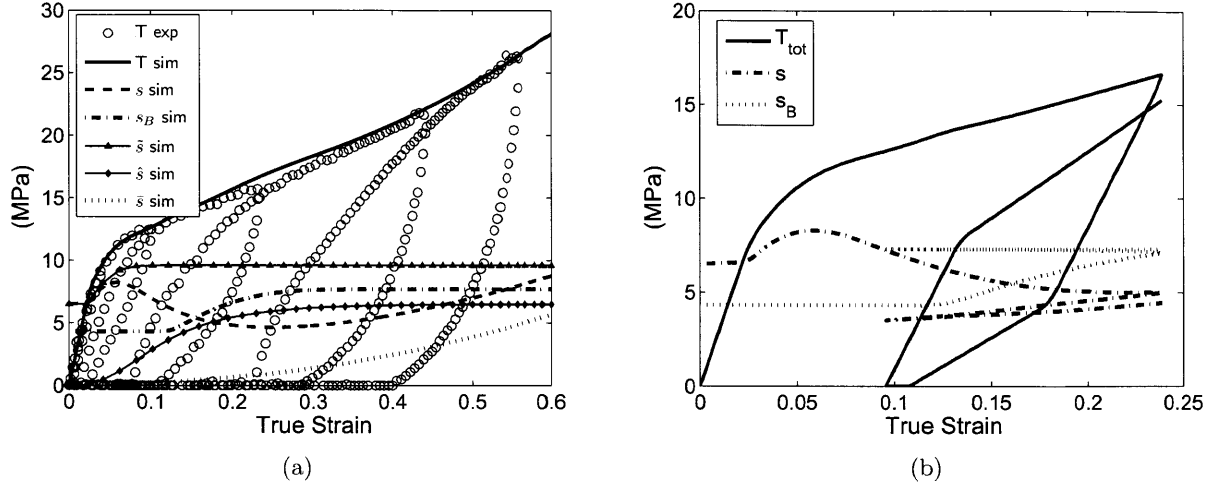 30
25
20
15
10
5
0
(MPa)
T exp
T sim
s sim
s_B sim
s̃ sim
ŝ sim
s̄ sim
0 0.1 0.2 0.3 0.4 0.5 0.6
True Strain
(a)
20
15
10
5
0
(MPa)
T_tot
s
s_B
0 0.05 0.1 0.15 0.2 0.25
True Strain
(b)